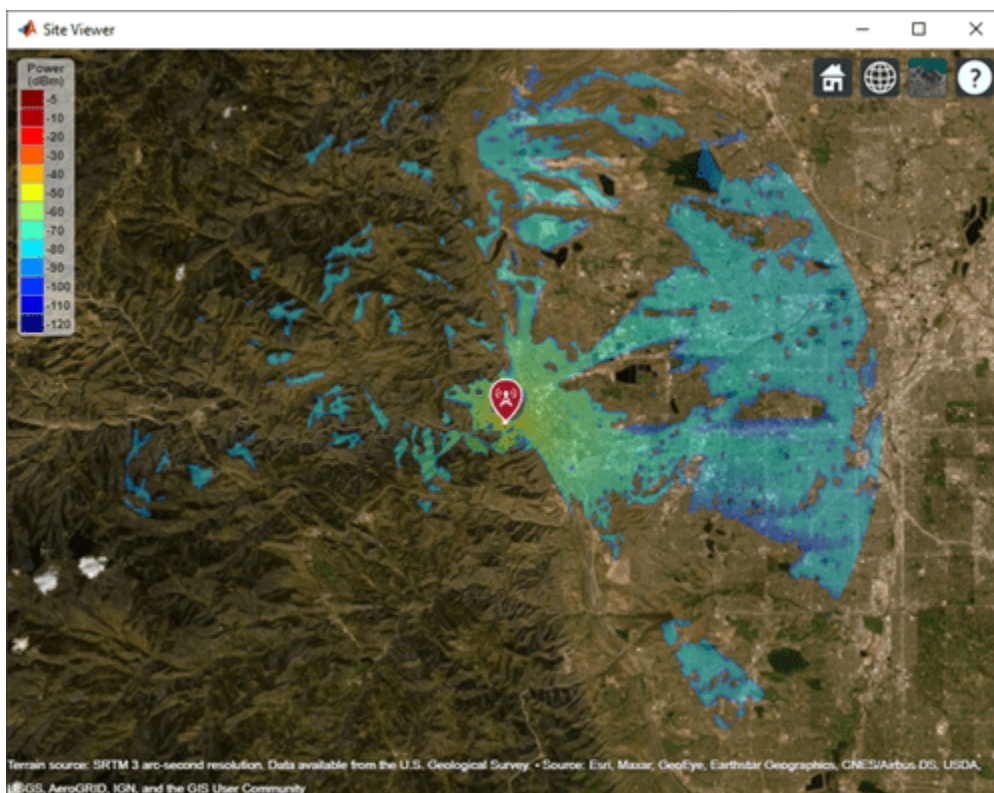 Site Viewer
Power
(dBm)
-5
-10
-20
-30
-40
-50
-60
-70
-80
-90
-100
-110
-120
?
Terrain source: SRTM 3 arc-second resolution. Data available from the U.S. Geological Survey. • Source: Esri, Maxar, GeoEye, Earthstar Geographics, CNES/Airbus DS, USDA,
USGS, AeroGRID, IGN, and the GIS User Community